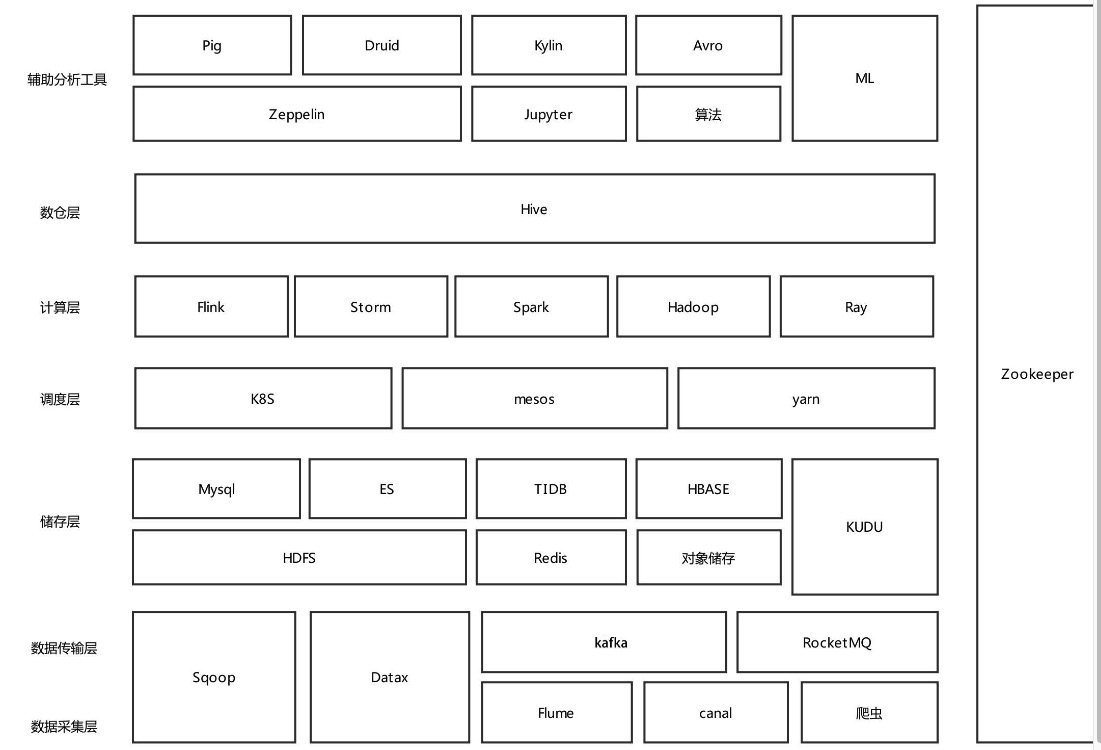 辅助分析工具
Pig
Druid
Kylin
Avro
ML
Zeppelin
Jupyter
算法
数仓层
Hive
计算层
Flink
Storm
Spark
Hadoop
Ray
Zookeeper
调度层
K8S
mesos
yarn
储存层
Mysql
ES
TIDB
HBASE
KUDU
HDFS
Redis
对象储存
数据传输层
Sqoop
Datax
kafka
RocketMQ
数据采集层
Flume
canal
爬虫